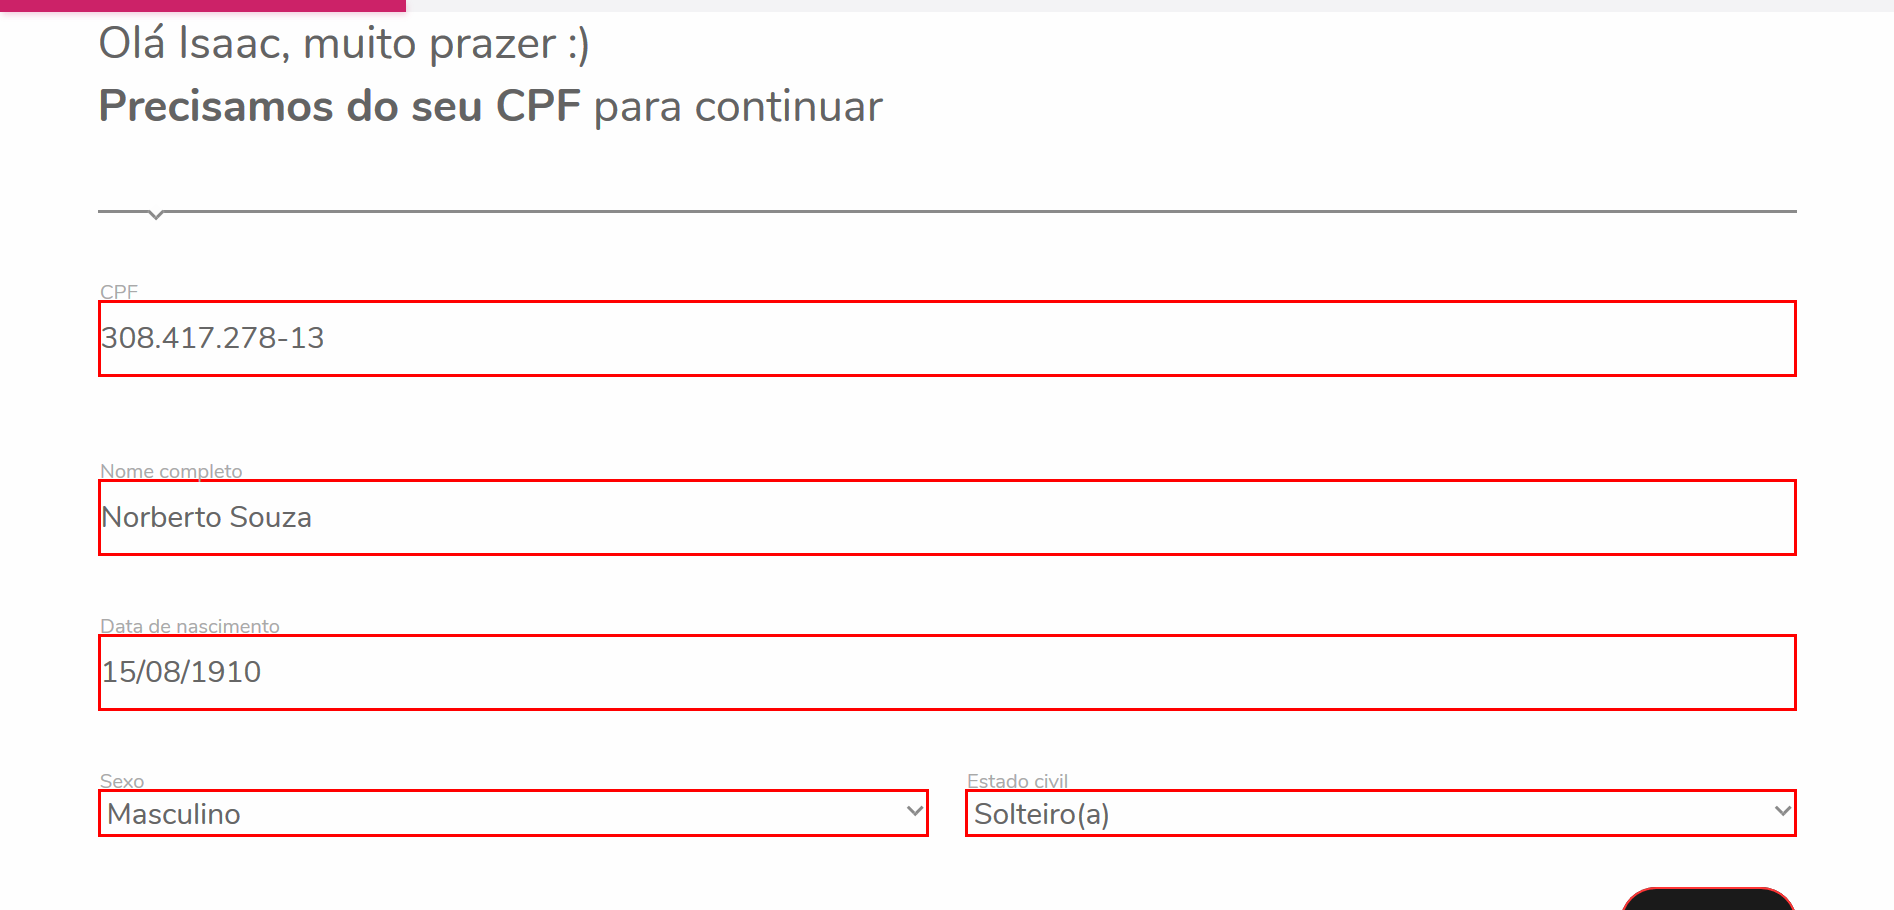 Olá Isaac, muito prazer :)
Precisamos do seu CPF para continuar
CPF
308.417.278-13
Nome completo
Norberto Souza
Data de nascimento
15/08/1910
Sexo
Masculino
Estado civil
Solteiro(a)